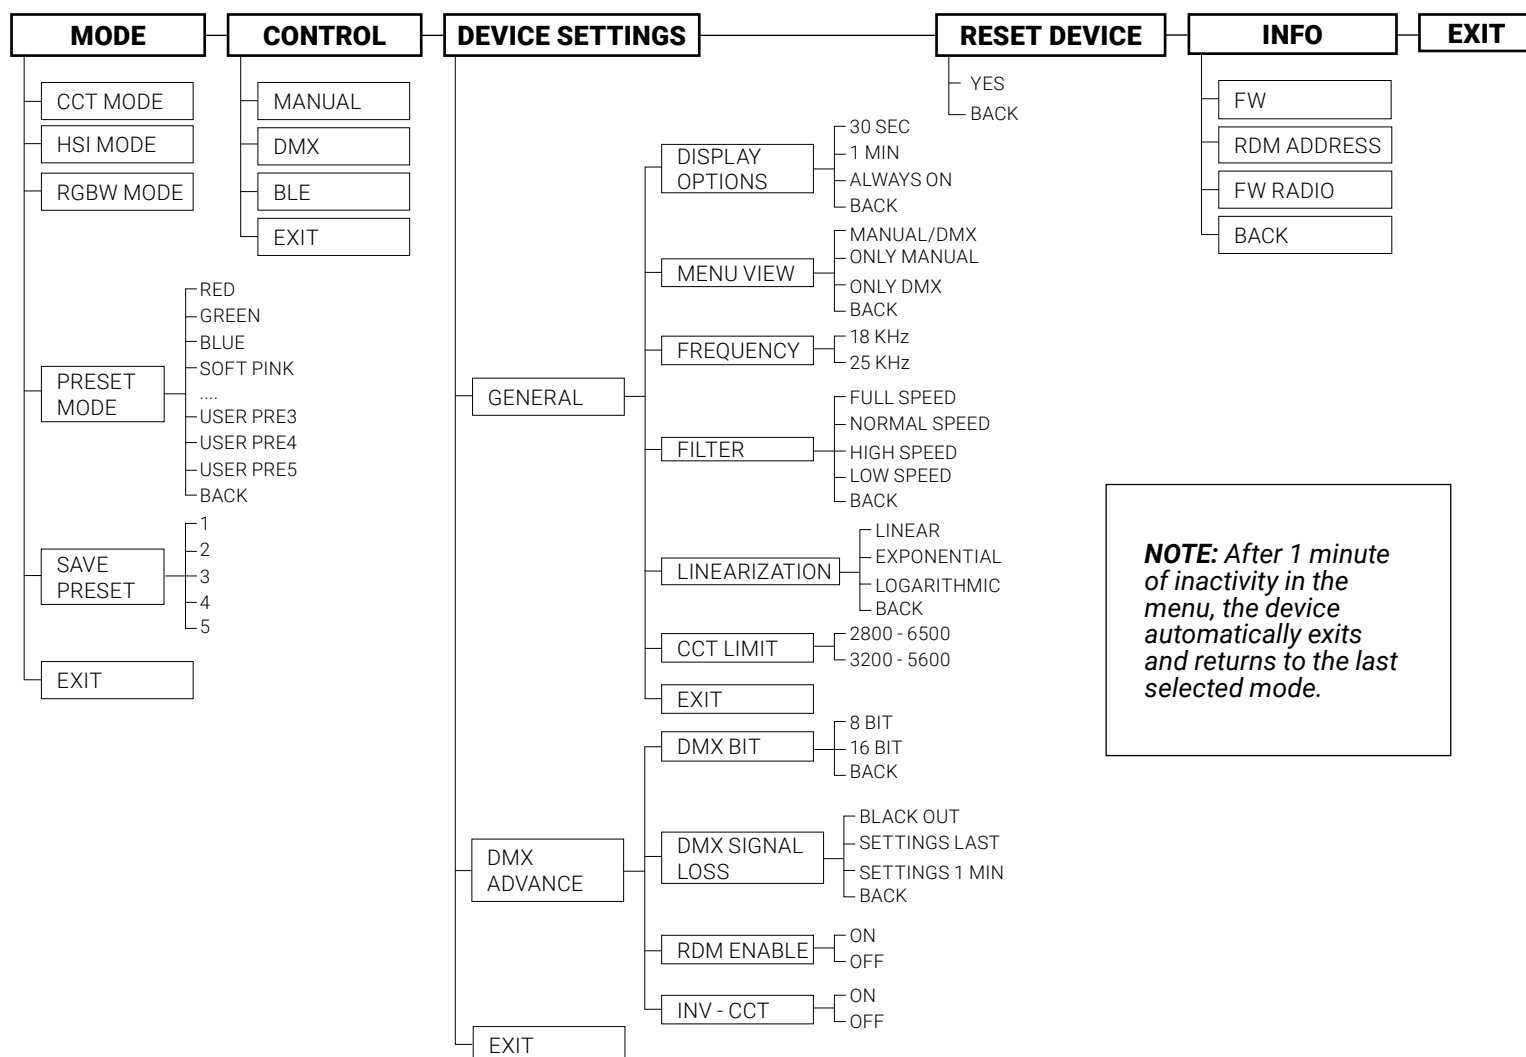 MODE
CONTROL
DEVICE SETTINGS
RESET DEVICE
INFO
EXIT
CCT MODE
HSI MODE
RGBW MODE
PRESET
MODE
RED
GREEN
BLUE
SOFT PINK
....
USER PRE3
USER PRE4
USER PRE5
BACK
SAVE
PRESET
1
2
3
4
5
EXIT
MANUAL
DMX
BLE
EXIT
GENERAL
DISPLAY
OPTIONS
30 SEC
1 MIN
ALWAYS ON
BACK
MENU VIEW
MANUAL/DMX
ONLY MANUAL
ONLY DMX
BACK
FREQUENCY
18 KHz
25 KHz
FILTER
FULL SPEED
NORMAL SPEED
HIGH SPEED
LOW SPEED
BACK
LINEARIZATION
LINEAR
EXPONENTIAL
LOGARITHMIC
BACK
CCT LIMIT
2800 - 6500
3200 - 5600
EXIT
DMX
ADVANCE
DMX BIT
8 BIT
16 BIT
BACK
DMX SIGNAL
LOSS
BLACK OUT
SETTINGS LAST
SETTINGS 1 MIN
BACK
RDM ENABLE
ON
OFF
INV - CCT
ON
OFF
EXIT
YES
BACK
FW
RDM ADDRESS
FW RADIO
BACK
NOTE: After 1 minute
of inactivity in the
menu, the device
automatically exits
and returns to the last
selected mode.